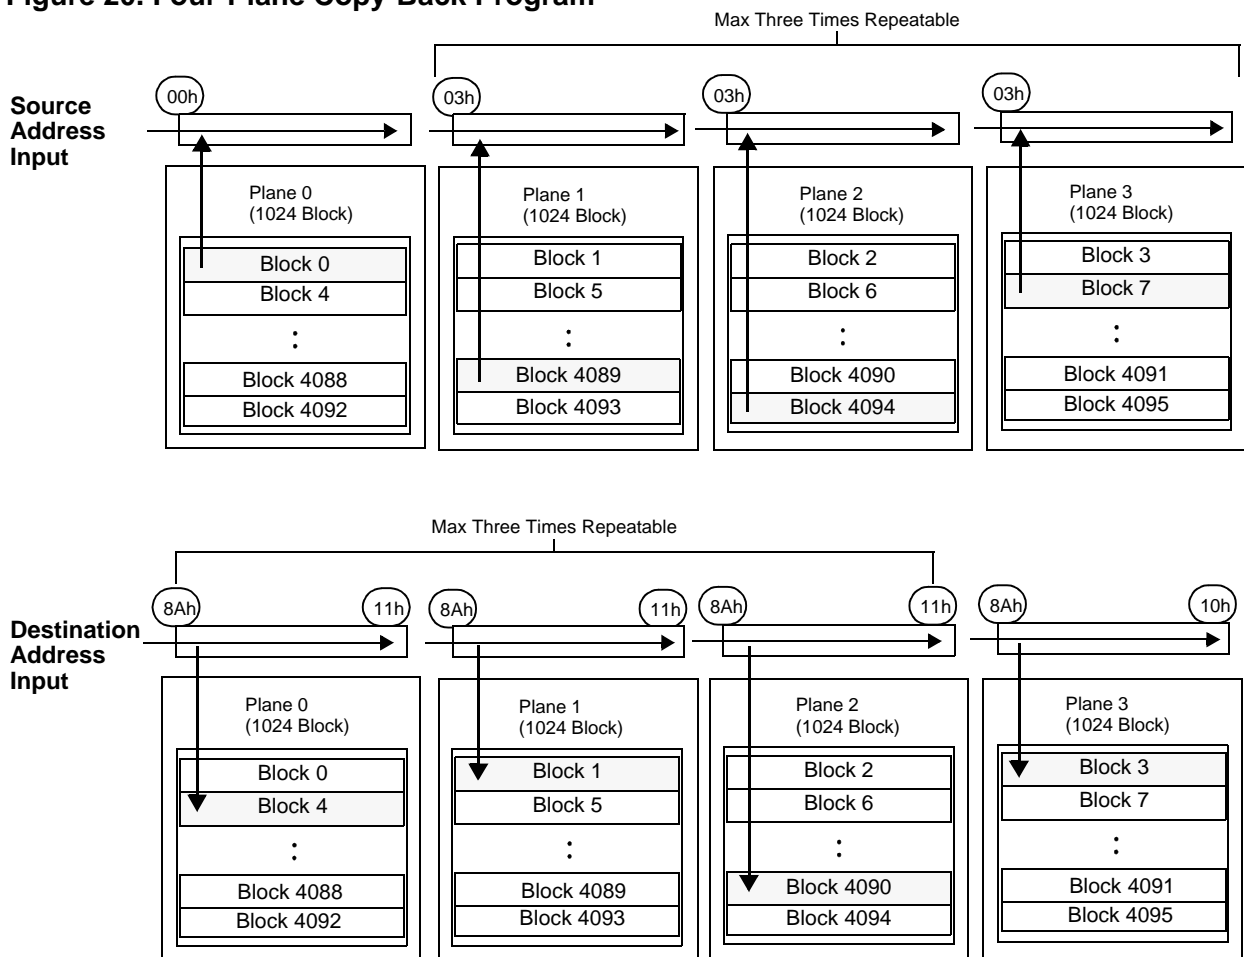 Figure 20. Four-Plane Copy-Back Program
Max Three Times Repeatable
Source
Address
Input
00h
03h
03h
03h
Plane 0
(1024 Block)
Block 0
Block 4
:
Block 4088
Block 4092
Plane 1
(1024 Block)
Block 1
Block 5
:
Block 4089
Block 4093
Plane 2
(1024 Block)
Block 2
Block 6
:
Block 4090
Block 4094
Plane 3
(1024 Block)
Block 3
Block 7
:
Block 4091
Block 4095
Max Three Times Repeatable
Destination
Address
Input
8Ah
11h
8Ah
11h
8Ah
11h
8Ah
10h
Plane 0
(1024 Block)
Block 0
Block 4
:
Block 4088
Block 4092
Plane 1
(1024 Block)
Block 1
Block 5
:
Block 4089
Block 4093
Plane 2
(1024 Block)
Block 2
Block 6
:
Block 4090
Block 4094
Plane 3
(1024 Block)
Block 3
Block 7
:
Block 4091
Block 4095